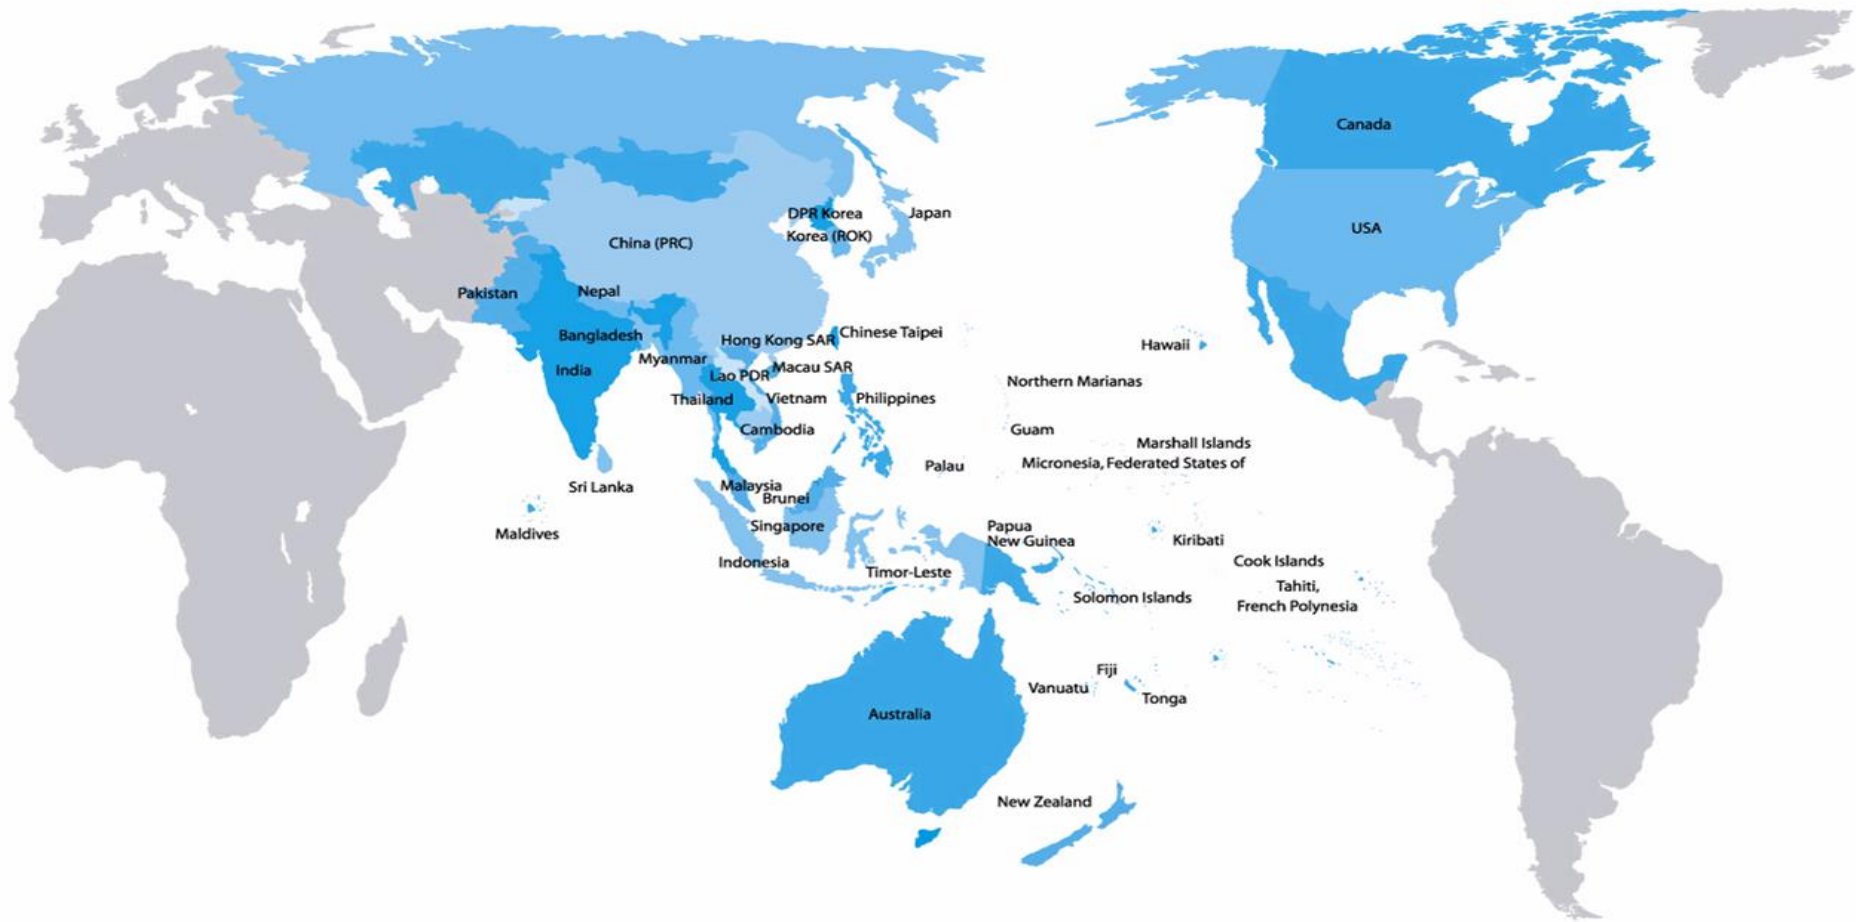 Canada
DPR Korea
Japan
USA
Korea (ROK)
China (PRC)
Pakistan
Nepal
Bangladesh
Hong Kong SAR
Chinese Taipei
Hawaii
Myanmar
India
Macau SAR
Lao PDR
Northern Marianas
Thailand
Vietnam
Philippines
Cambodia
Guam
Marshall Islands
Palau
Micronesia, Federated States of
Sri Lanka
Malaysia
Brunei
Maldives
Singapore
Papua
New Guinea
Kiribati
Indonesia
Cook Islands
Timor-Leste
Tahiti,
French Polynesia
Solomon Islands
Fiji
Vanuatu
Tonga
Australia
New Zealand